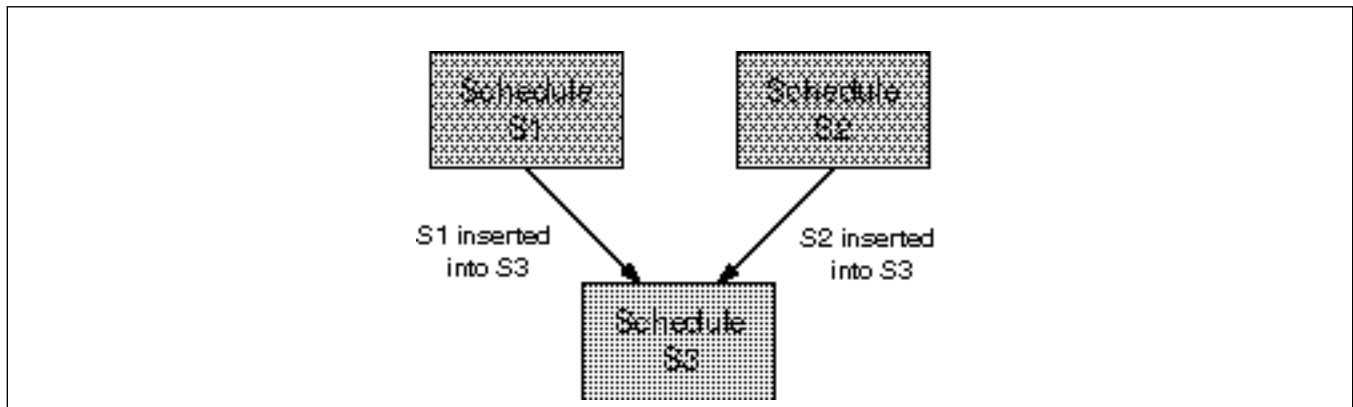 Schedule
S1
Schedule
S2
S1 inserted
into S3
S2 inserted
into S3
Schedule
S3